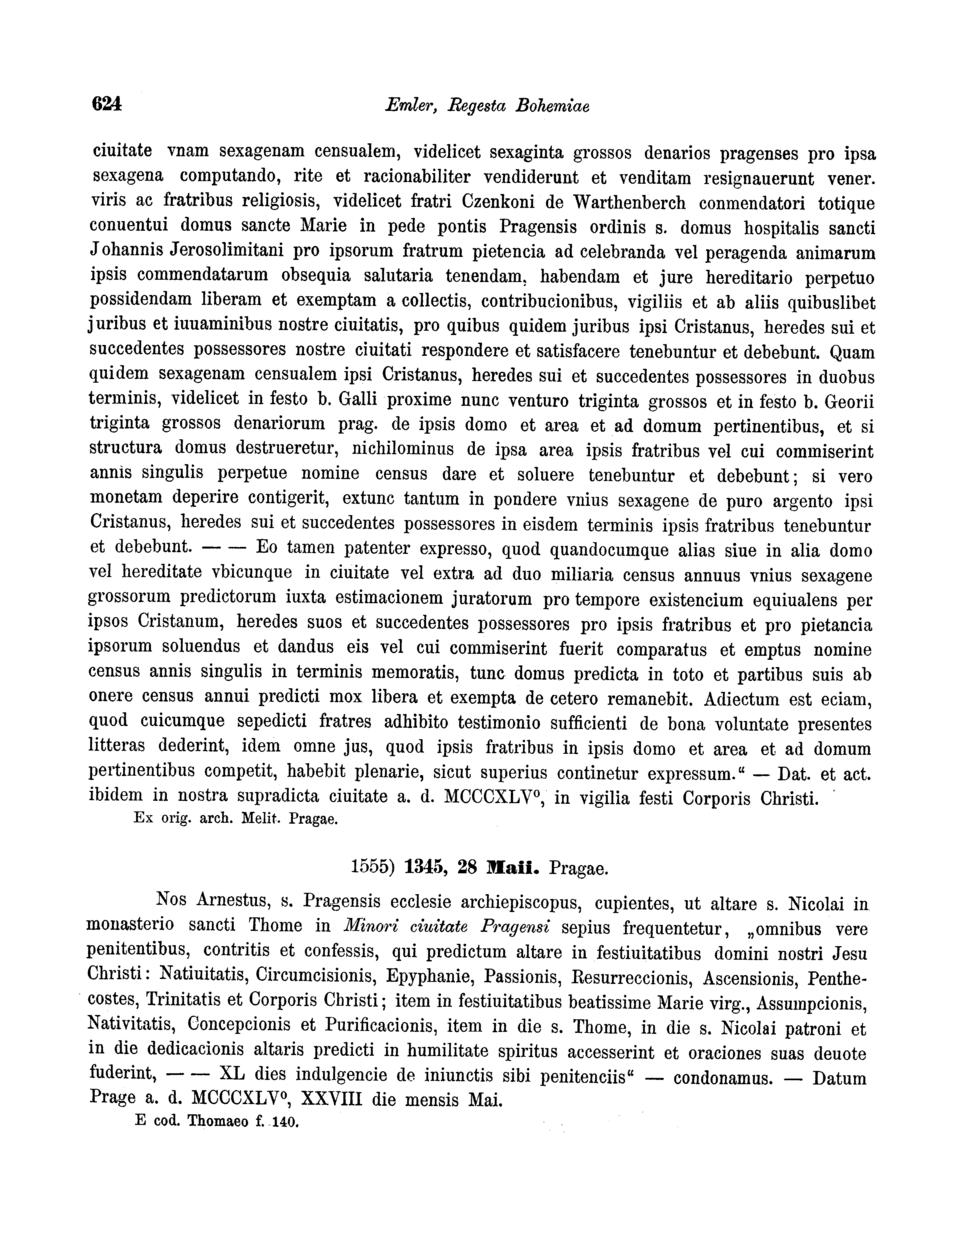 624 Emler, Regesta Bohemiae
ciuitate vnam sexagenam censualem, videlicet sexaginta grossos denarios pragenses pro ipsa
sexagena computando, rite et racionabiliter vendiderunt et venditam resignauerunt vener.
viris ac fratribus religiosis, videlicet fratri Czenkoni de Warthenberch conmendatori totique
conuentui domus sancte Marie in pede pontis Pragensis ordinis s. domus hospitalis sancti
Johannis Jerosolimitani pro ipsorum fratrum pietencia ad celebranda vel peragenda animarum
ipsis commendatarum obsequia salutaria tenendam, habendam et jure hereditario perpetuo
possidendam liberam et exemptam a collectis, contribucionibus, vigiliis et ab aliis quibuslibet
juribus et iuuaminibus nostre ciuitatis, pro quibus quidem juribus ipsi Cristanus, heredes sui et
succedentes possessores nostre ciuitati respondere et satisfacere tenebuntur et debebunt. Quam
quidem sexagenam censualem ipsi Cristanus, heredes sui et succedentes possessores in duobus
terminis, videlicet in festo b. Galli proxime nunc venturo triginta grossos et in festo b. Georii
triginta grossos denariorum prag. de ipsis domo et area et ad domum pertinentibus, et si
structura domus destrueretur, nichilominus de ipsa area ipsis fratribus vel cui commiserint
annis singulis perpetue nomine census dare et soluere tenebuntur et debebunt; si vero
monetam deperire contigerit, extunc tantum in pondere vnius sexagene de puro argento ipsi
Cristanus, heredes sui et succedentes possessores in eisdem terminis ipsis fratribus tenebuntur
et debebunt. — — Eo tamen patenter expresso, quod quandocumque alias siue in alia domo
vel hereditate vbicunque in ciuitate vel extra ad duo miliaria census annuus vnius sexagene
grossorum predictorum iuxta estimacionem juratorum pro tempore existencium equiualens per
ipsos Cristanum, heredes suos et succedentes possessores pro ipsis fratribus et pro pietancia
ipsorum soluendus et dandus eis vel cui commiserint fuerit comparatus et emptus nomine
census annis singulis in terminis memoratis, tunc domus predicta in toto et partibus suis ab
onere census annui predicti mox libera et exempta de cetero remanebit. Adiectum est eciam,
quod cuicumque sepedicti fratres adhibito testimonio sufficienti de bona voluntate presentes
litteras dederint, idem omne jus, quod ipsis fratribus in ipsis domo et area et ad domum
pertinentibus competit, habebit plenarie, sicut superius continetur expressum.“ — Dat. et act.
ibidem in nostra supradicta ciuitate a. d. MCCCXLV⁰, in vigilia festi Corporis Christi.
Ex orig. arch. Melit. Pragae.
1555) 1345, 28 Maii. Pragae.
Nos Arnestus, s. Pragensis ecclesie archiepiscopus, cupientes, ut altare s. Nicolai in
monasterio sancti Thome in Minori ciuitate Pragensi sepius frequentetur, „omnibus vere
penitentibus, contritis et confessis, qui predictum altare in festiuitatibus domini nostri Jesu
Christi: Natiuitatis, Circumcisionis, Epyphanie, Passionis, Resurreccionis, Ascensionis, Penthe-
costes, Trinitatis et Corporis Christi; item in festiuitatibus beatissime Marie virg., Assumpcionis,
Nativitatis, Concepcionis et Purificacionis, item in die s. Thome, in die s. Nicolai patroni et
in die dedicacionis altaris predicti in humilitate spiritus accesserint et oraciones suas deuote
fuderint, — — XL dies indulgencie de iniunctis sibi penitenciis“ — condonamus. — Datum
Prage a. d. MCCCXLV⁰, XXVIII die mensis Mai.
E cod. Thomaeo f. 140.